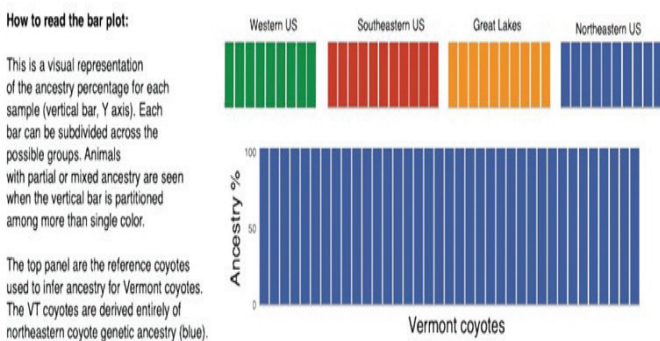 How to read the bar plot:
This is a visual representation
of the ancestry percentage for each
sample (vertical bar, Y axis). Each
bar can be subdivided across the
possible groups. Animals
with partial or mixed ancestry are seen
when the vertical bar is partitioned
among more than single color.
The top panel are the reference coyotes
used to infer ancestry for Vermont coyotes.
The VT coyotes are derived entirely of
northeastern coyote genetic ancestry (blue).
Western US
Southeastern US
Great Lakes
Northeastern US
Ancestry %
100
50
0
Vermont coyotes